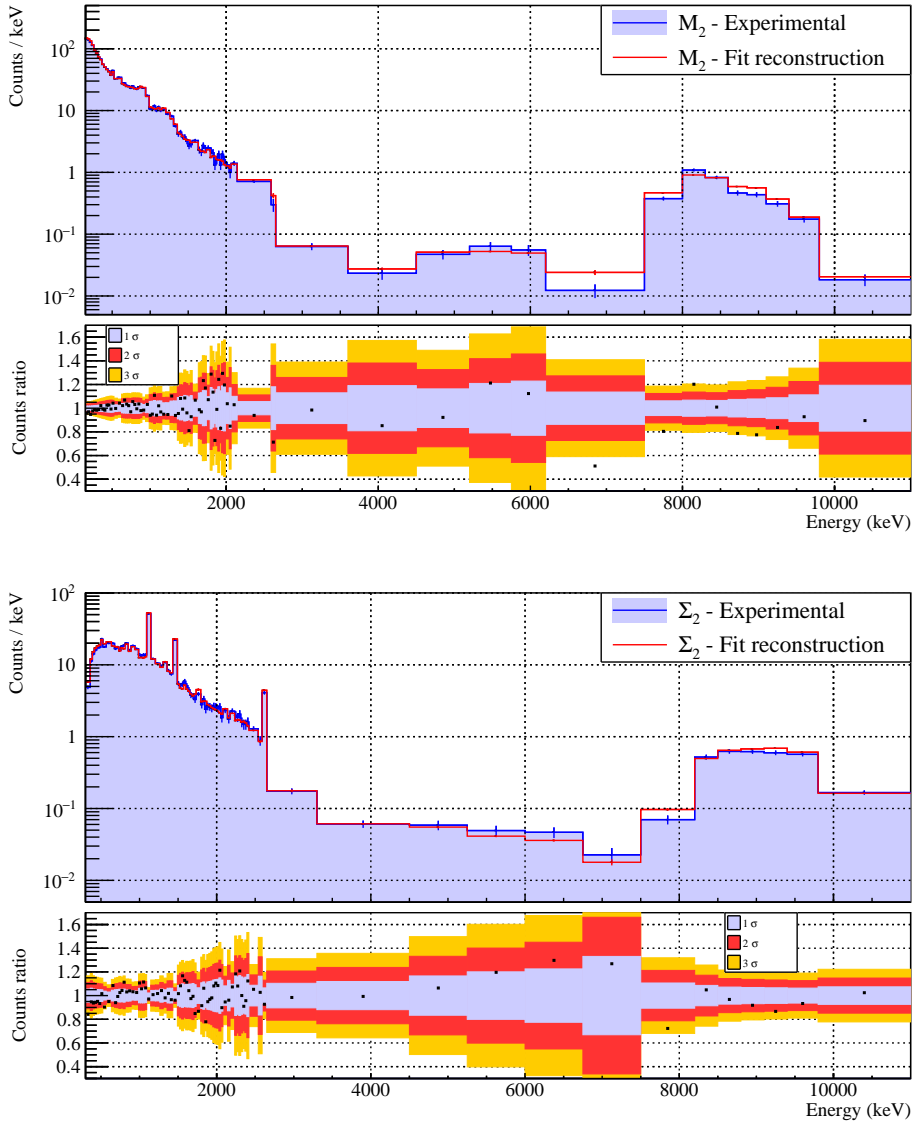 Counts / keV
10²
10
1
10⁻¹
10⁻²
M₂ - Experimental
M₂ - Fit reconstruction
Counts ratio
1.6
1.4
1.2
1
0.8
0.6
0.4
1 σ
2 σ
3 σ
2000 4000 6000 8000 10000
Energy (keV)
Counts / keV
10²
10
1
10⁻¹
10⁻²
Σ₂ - Experimental
Σ₂ - Fit reconstruction
Counts ratio
1.6
1.4
1.2
1
0.8
0.6
0.4
1 σ
2 σ
3 σ
2000 4000 6000 8000 10000
Energy (keV)